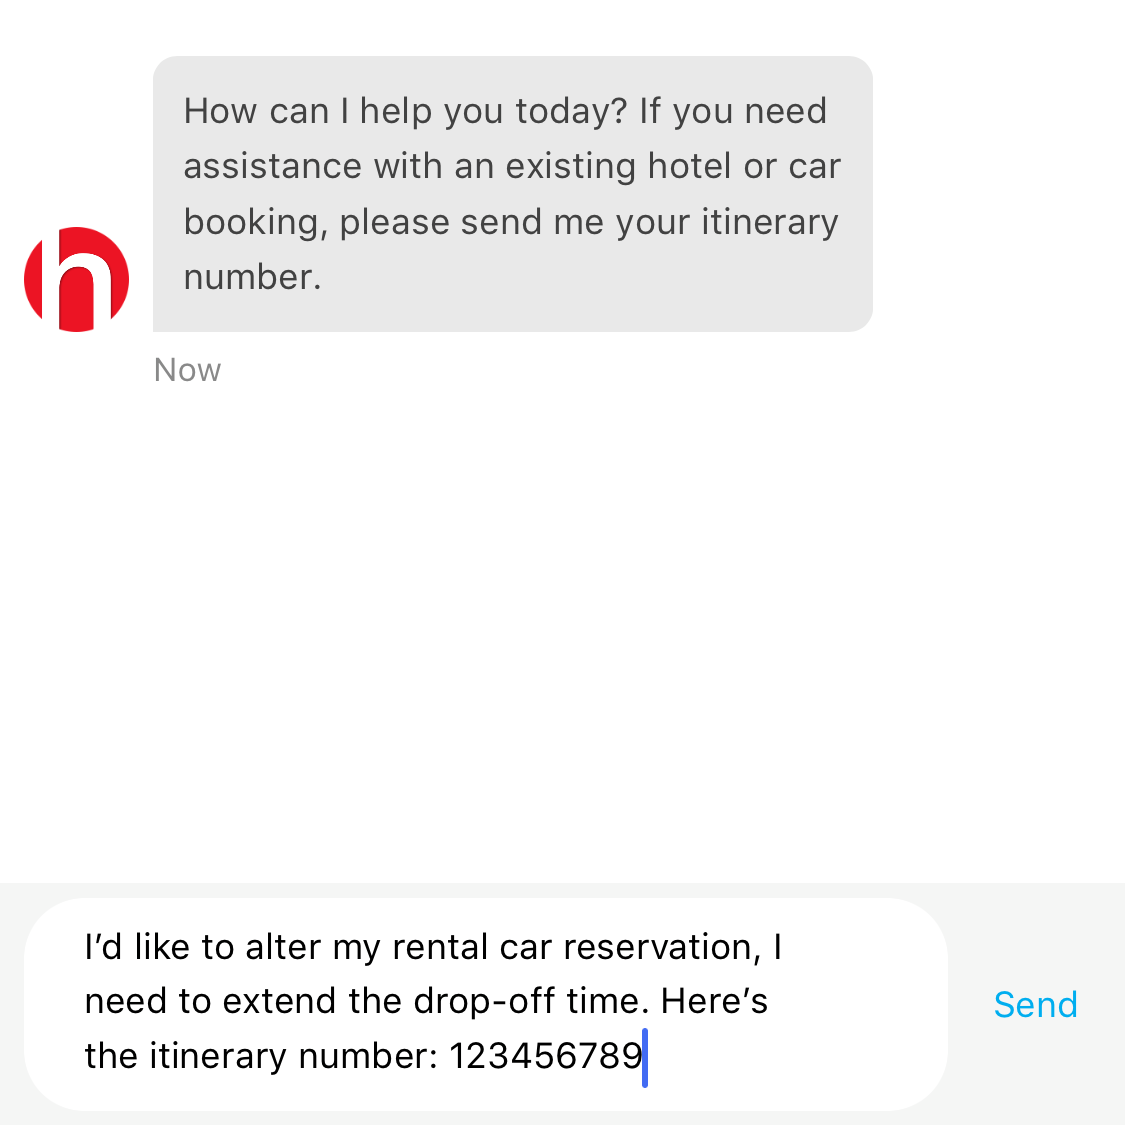 How can I help you today? If you need
assistance with an existing hotel or car
booking, please send me your itinerary
number.
h
Now
I’d like to alter my rental car reservation, I
need to extend the drop-off time. Here’s
the itinerary number: 123456789
Send